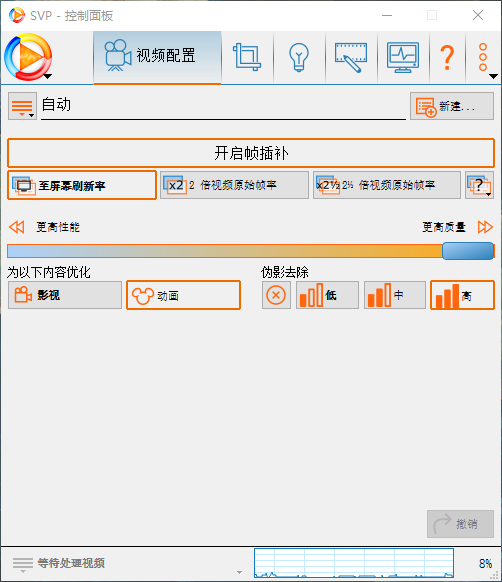 SVP - 控制面板
视频配置
?
自动
新建...
开启帧插补
至屏幕刷新率
x2 2 倍视频原始帧率
x2½ 2½ 倍视频原始帧率
?
更高性能
更高质量
为以下内容优化
伪影去除
影视
动画
低
中
高
撤销
等待处理视频
8%